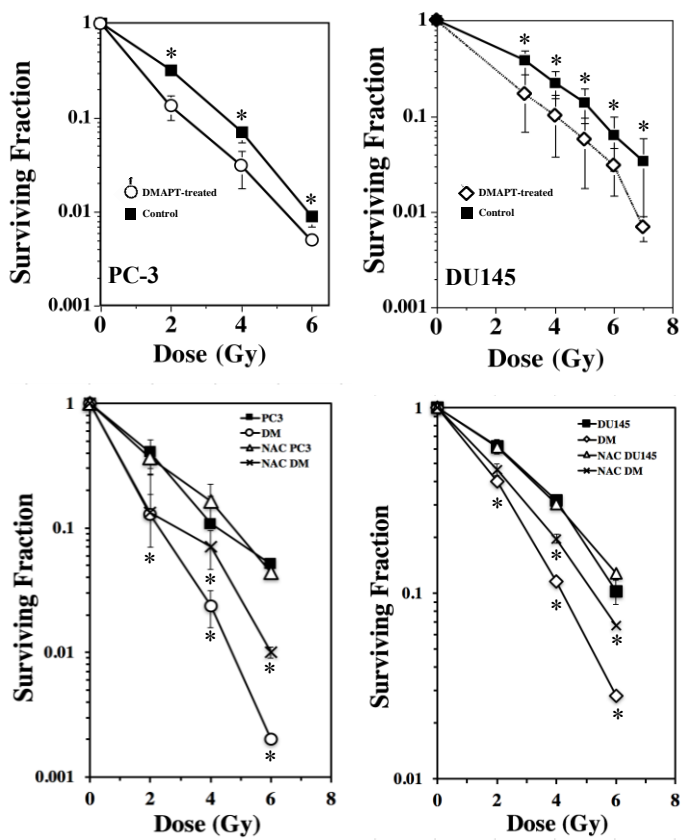 1
0.1
0.01
0.001
Surviving Fraction
*
*
*
DMAPT-treated
Control
PC-3
0
2
4
6
Dose (Gy)
1
0.1
0.01
0.001
Surviving Fraction
*
*
*
*
*
DMAPT-treated
Control
DU145
0
2
4
6
8
Dose (Gy)
1
0.1
0.01
0.001
Surviving Fraction
PC3
DM
NAC PC3
NAC DM
*
*
*
*
*
0
2
4
6
8
Dose (Gy)
1
0.1
0.01
Surviving Fraction
DU145
DM
NAC DU145
NAC DM
*
*
*
*
*
0
2
4
6
8
Dose (Gy)